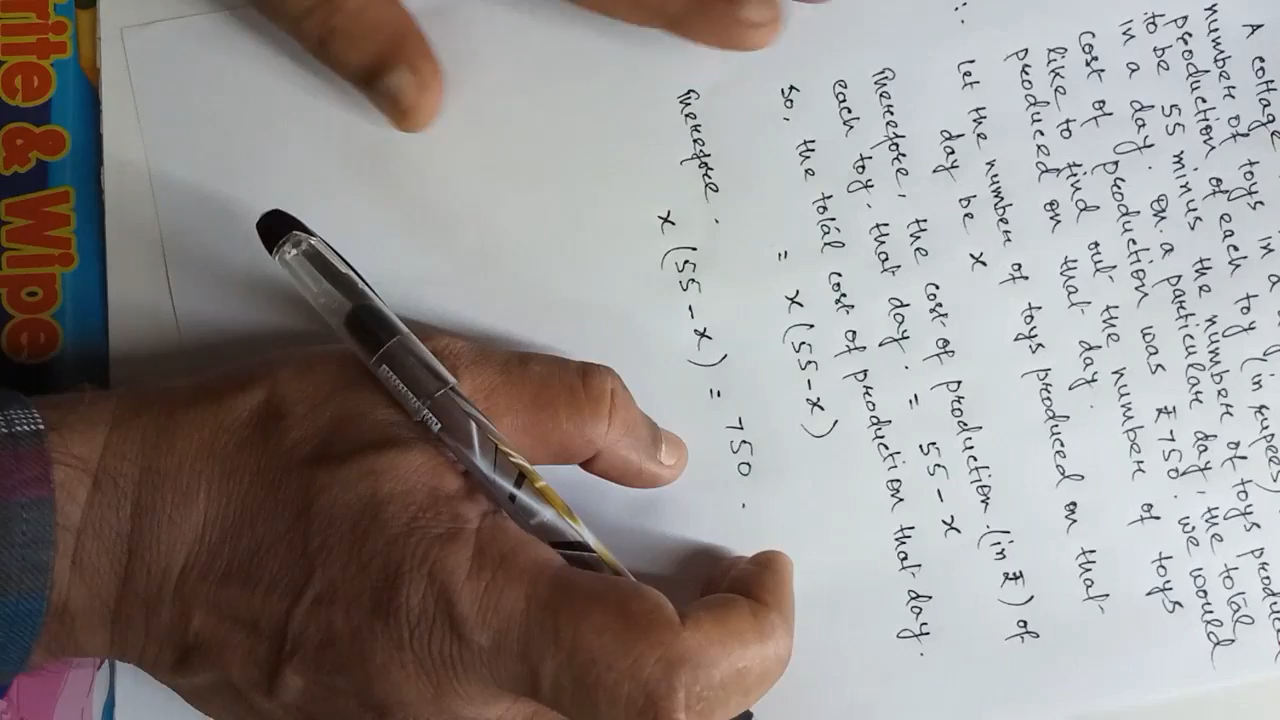 A cottage
number of toys in a
production of each toy (in rupees)
to be 55 minus the number of toys produced
in a day. On a particular day, the total
cost of production was ₹750. we would
like to find out the number of toys
produced on that day.
∴ let the number of toys produced on that
day be x
Therefore, the cost of production (in ₹) of
each toy that day. = 55 - x
so, the total cost of production that day.
= x (55 - x)
Therefore.
x (55 - x) = 750.
rite & Wipe